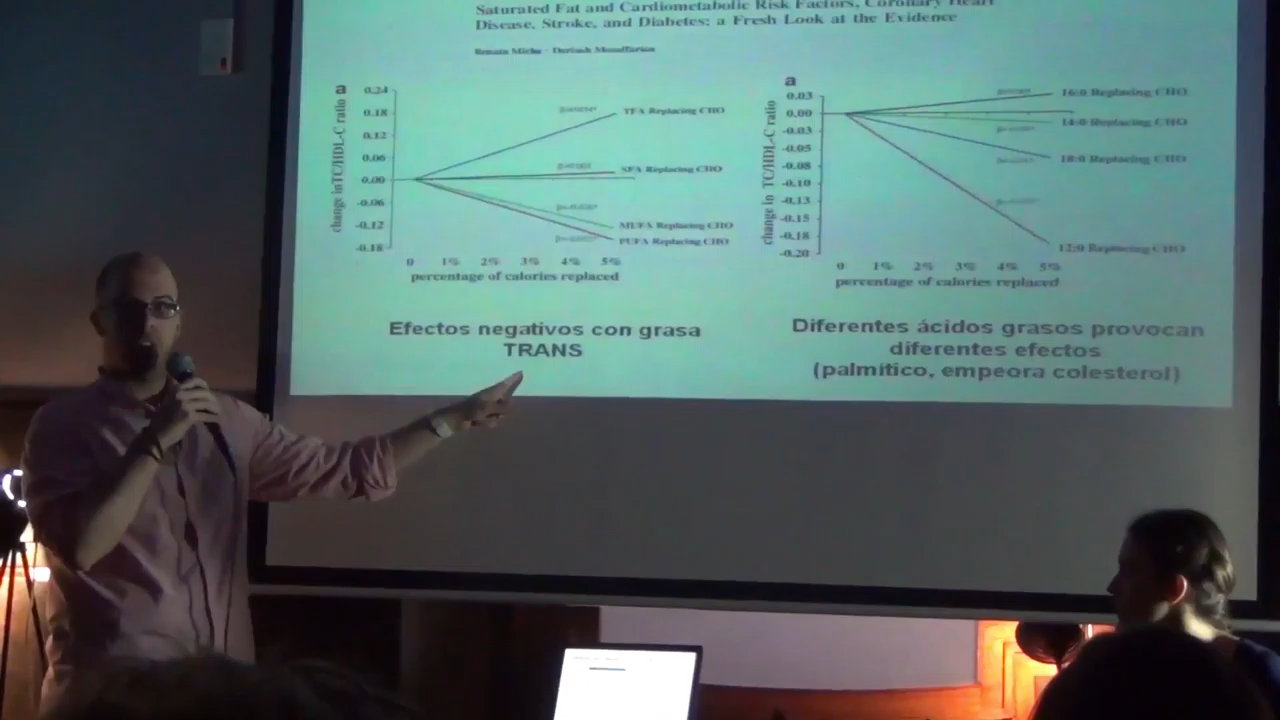 Saturated Fat and Cardiometabolic Risk Factors, Coronary Heart
Disease, Stroke, and Diabetes: a Fresh Look at the Evidence
Renata Micha · Dariush Mozaffarian
a
change in TC/HDL-C ratio
0.24
0.18
0.12
0.06
0.00
-0.06
-0.12
-0.18
TFA Replacing CHO
SFA Replacing CHO
MUFA Replacing CHO
PUFA Replacing CHO
0 1% 2% 3% 4% 5%
percentage of calories replaced
Efectos negativos con grasa
TRANS
a
change in TC/HDL-C ratio
0.03
0.00
-0.03
-0.05
-0.08
-0.10
-0.13
-0.15
-0.18
-0.20
16:0 Replacing CHO
14:0 Replacing CHO
18:0 Replacing CHO
12:0 Replacing CHO
0 1% 2% 3% 4% 5%
percentage of calories replaced
Diferentes ácidos grasos provocan
diferentes efectos
(palmítico, empeora colesterol)